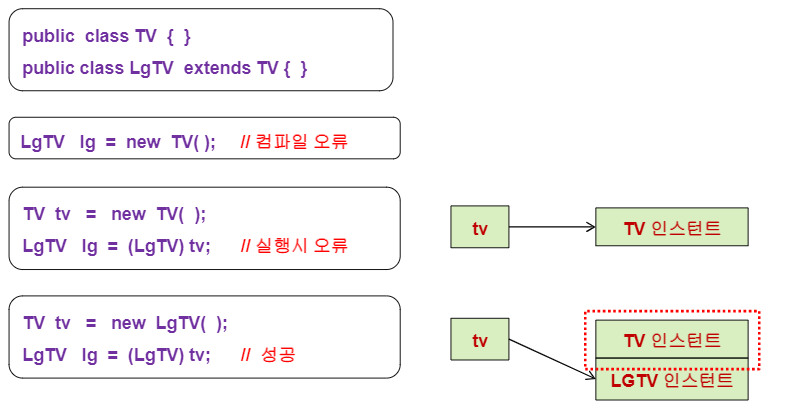 public class TV { }
public class LgTV extends TV { }
LgTV lg = new TV( ); // 컴파일 오류
TV tv = new TV( );
LgTV lg = (LgTV) tv; // 실행시 오류
tv
TV 인스턴트
TV tv = new LgTV( );
LgTV lg = (LgTV) tv; // 성공
tv
TV 인스턴트
LGTV 인스턴트